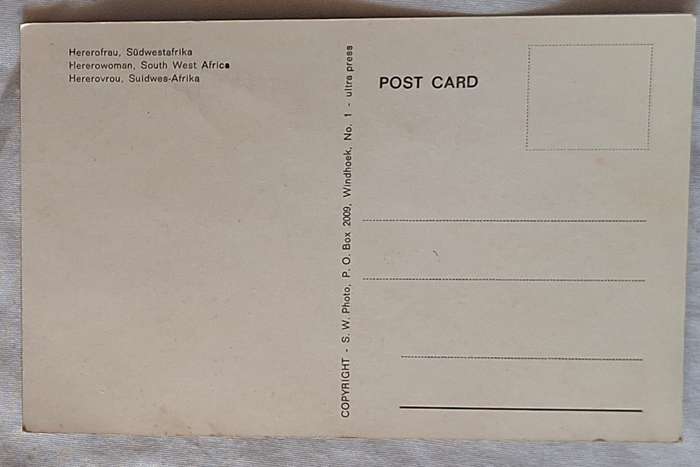 Hererofrau, Südwestafrika
Hererowoman, South West Africa
Hererovrou, Suidwes-Afrika
COPYRIGHT - S. W. Photo, P. O. Box 2009, Windhoek, No. 1 - ultra press
POST CARD